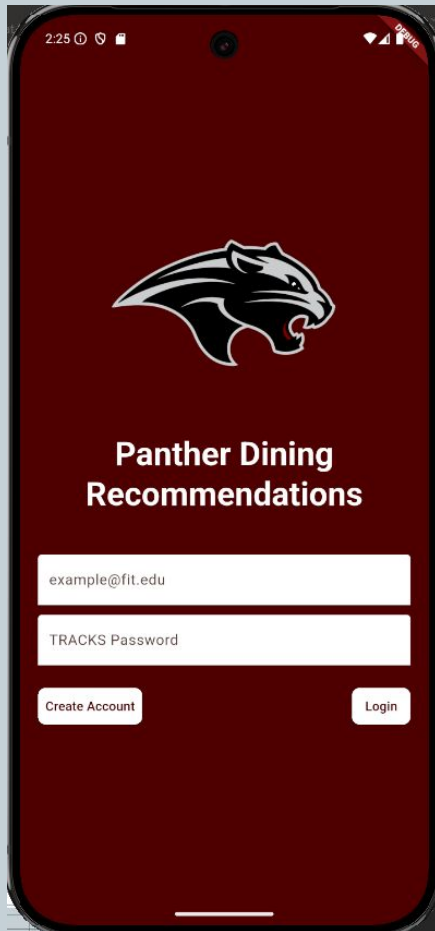 2:25
DEBUG
Panther Dining
Recommendations
example@fit.edu
TRACKS Password
Create Account
Login